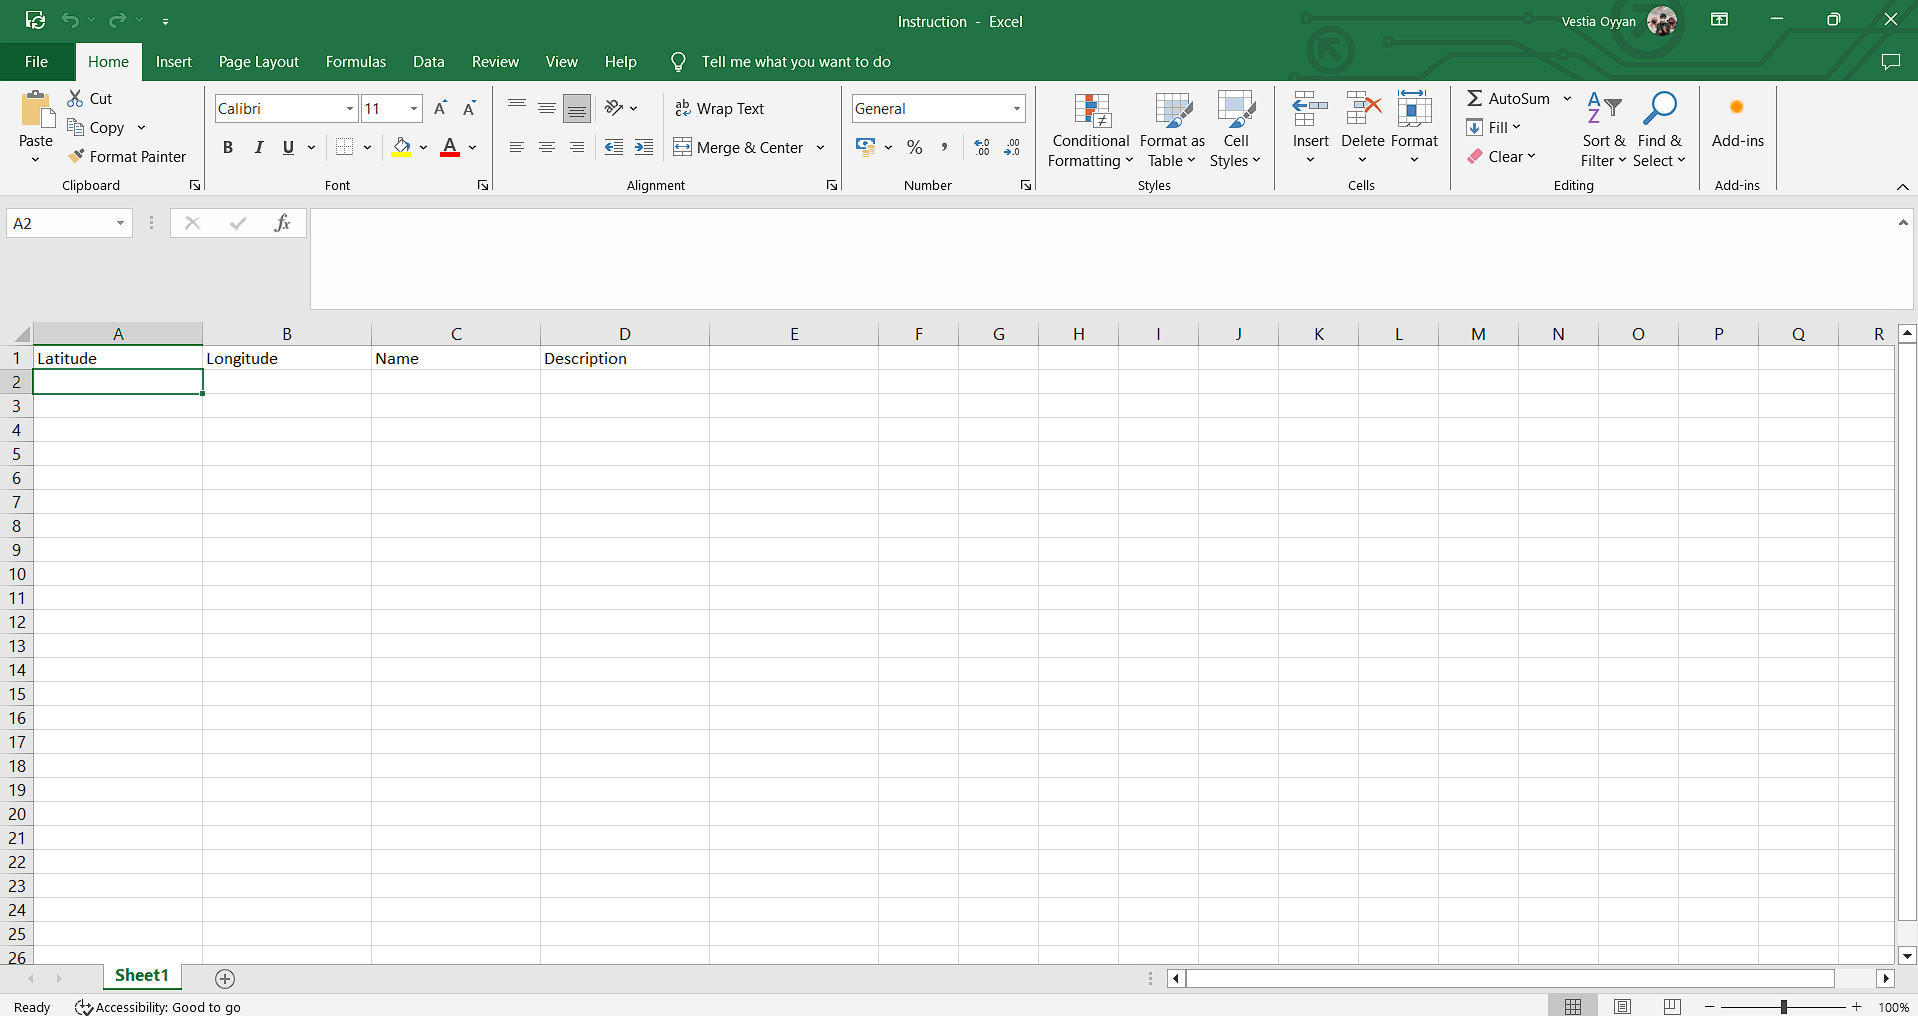 Instruction - Excel
Vestia Oyyan
File Home Insert Page Layout Formulas Data Review View Help Tell me what you want to do
Paste
Cut
Copy
Format Painter
Clipboard
Calibri 11 A A
B I U A
Font
ab Wrap Text
Merge & Center
Alignment
General
% ,
Number
Conditional Formatting
Format as Table
Cell Styles
Styles
Insert Delete Format
Cells
AutoSum
Fill
Clear
Sort & Filter
Find & Select
Editing
Add-ins
Add-ins
A2
fx
A B C D E F G H I J K L M N O P Q R
1 Latitude Longitude Name Description
2
3
4
5
6
7
8
9
10
11
12
13
14
15
16
17
18
19
20
21
22
23
24
25
26
Sheet1
Ready Accessibility: Good to go
100%